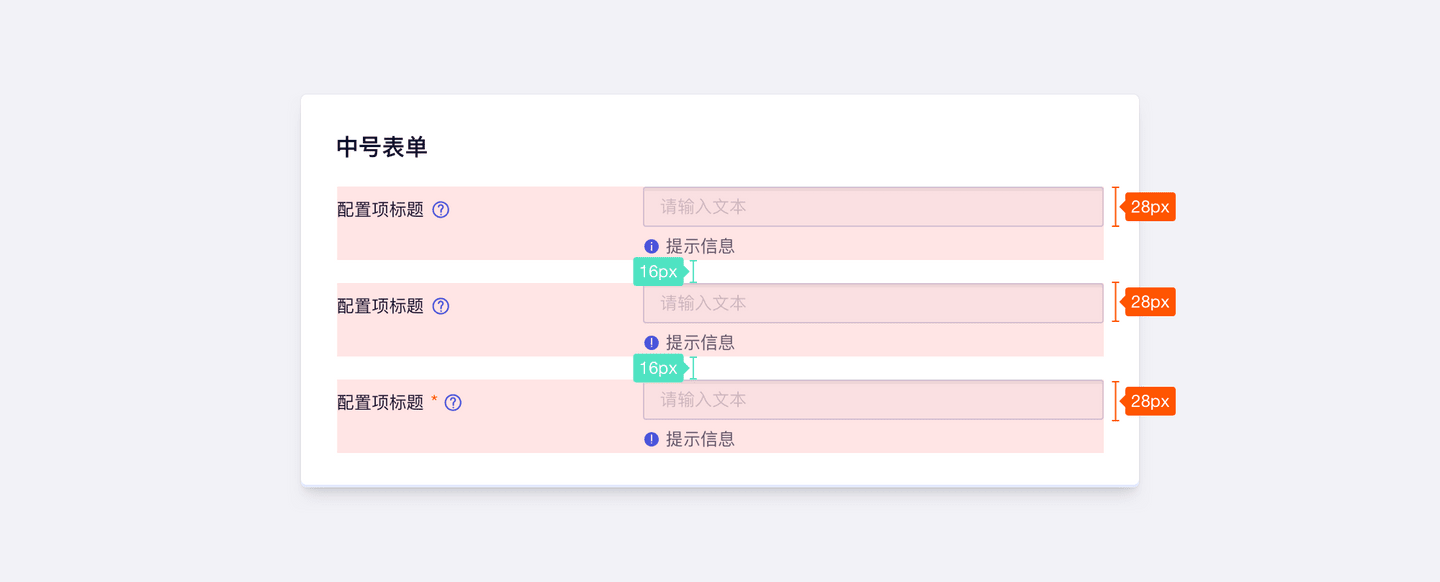 中号表单
配置项标题 ?
请输入文本
28px
i 提示信息
16px
配置项标题 ?
请输入文本
28px
! 提示信息
16px
配置项标题 * ?
请输入文本
28px
! 提示信息